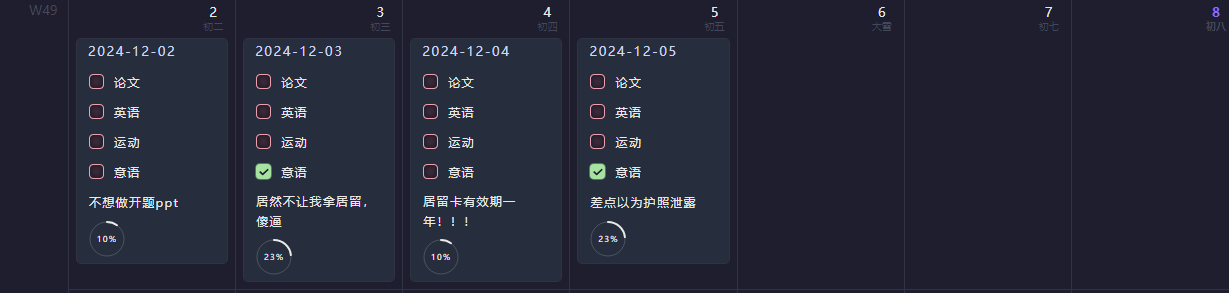 W49
2
初二
3
初三
4
初四
5
初五
6
大雪
7
初七
8
初八
2024-12-02
论文
英语
运动
意语
不想做开题ppt
10%
2024-12-03
论文
英语
运动
意语
居然不让我拿居留，
傻逼
23%
2024-12-04
论文
英语
运动
意语
居留卡有效期一
年！！！
10%
2024-12-05
论文
英语
运动
意语
差点以为护照泄露
23%